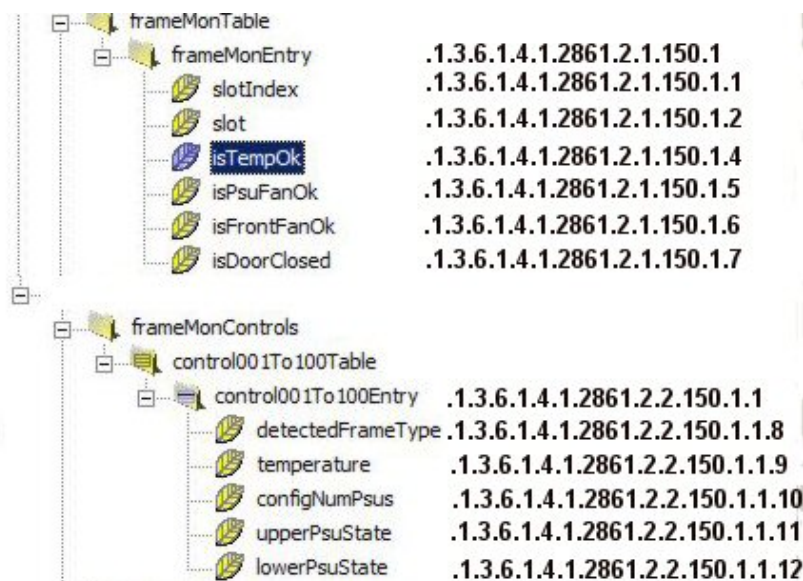 frameMonTable
frameMonEntry .1.3.6.1.4.1.2861.2.1.150.1
slotIndex .1.3.6.1.4.1.2861.2.1.150.1.1
slot .1.3.6.1.4.1.2861.2.1.150.1.2
isTempOk .1.3.6.1.4.1.2861.2.1.150.1.4
isPsuFanOk .1.3.6.1.4.1.2861.2.1.150.1.5
isFrontFanOk .1.3.6.1.4.1.2861.2.1.150.1.6
isDoorClosed .1.3.6.1.4.1.2861.2.1.150.1.7
frameMonControls
control001To100Table
control001To100Entry .1.3.6.1.4.1.2861.2.2.150.1.1
detectedFrameType .1.3.6.1.4.1.2861.2.2.150.1.1.8
temperature .1.3.6.1.4.1.2861.2.2.150.1.1.9
configNumPsus .1.3.6.1.4.1.2861.2.2.150.1.1.10
upperPsuState .1.3.6.1.4.1.2861.2.2.150.1.1.11
lowerPsuState .1.3.6.1.4.1.2861.2.2.150.1.1.12